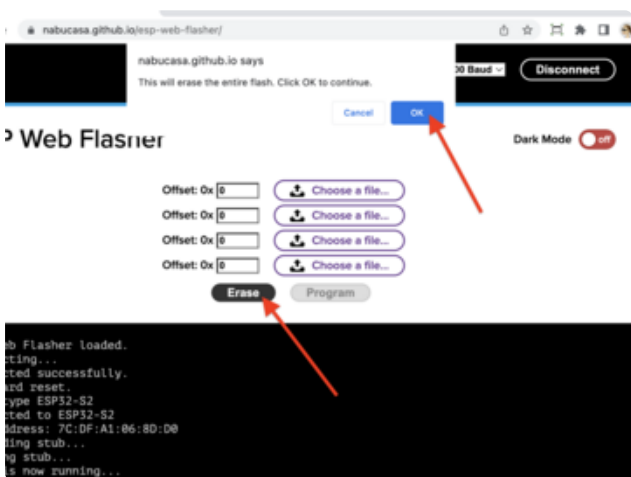 nabucasa.github.io/esp-web-flasher/
nabucasa.github.io says
This will erase the entire flash. Click OK to continue.
Cancel OK
00 Baud
Disconnect
P Web Flasher
Dark Mode off
Offset: 0x 0 Choose a file...
Offset: 0x 0 Choose a file...
Offset: 0x 0 Choose a file...
Offset: 0x 0 Choose a file...
Erase Program
eb Flasher loaded.
cting...
cted successfully.
ard reset.
type ESP32-S2
cted to ESP32-S2
ddress: 7C:DF:A1:06:8D:D0
ding stub...
ng stub...
is now running...